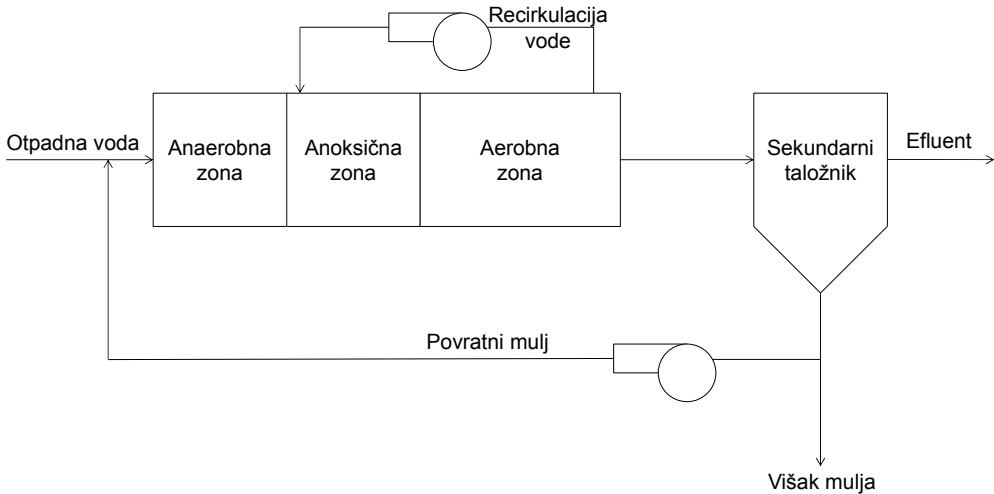 Recirkulacija
vode
Otpadna voda
Anaerobna
zona
Anoksična
zona
Aerobna
zona
Sekundarni
taložnik
Efluent
Povratni mulj
Višak mulja